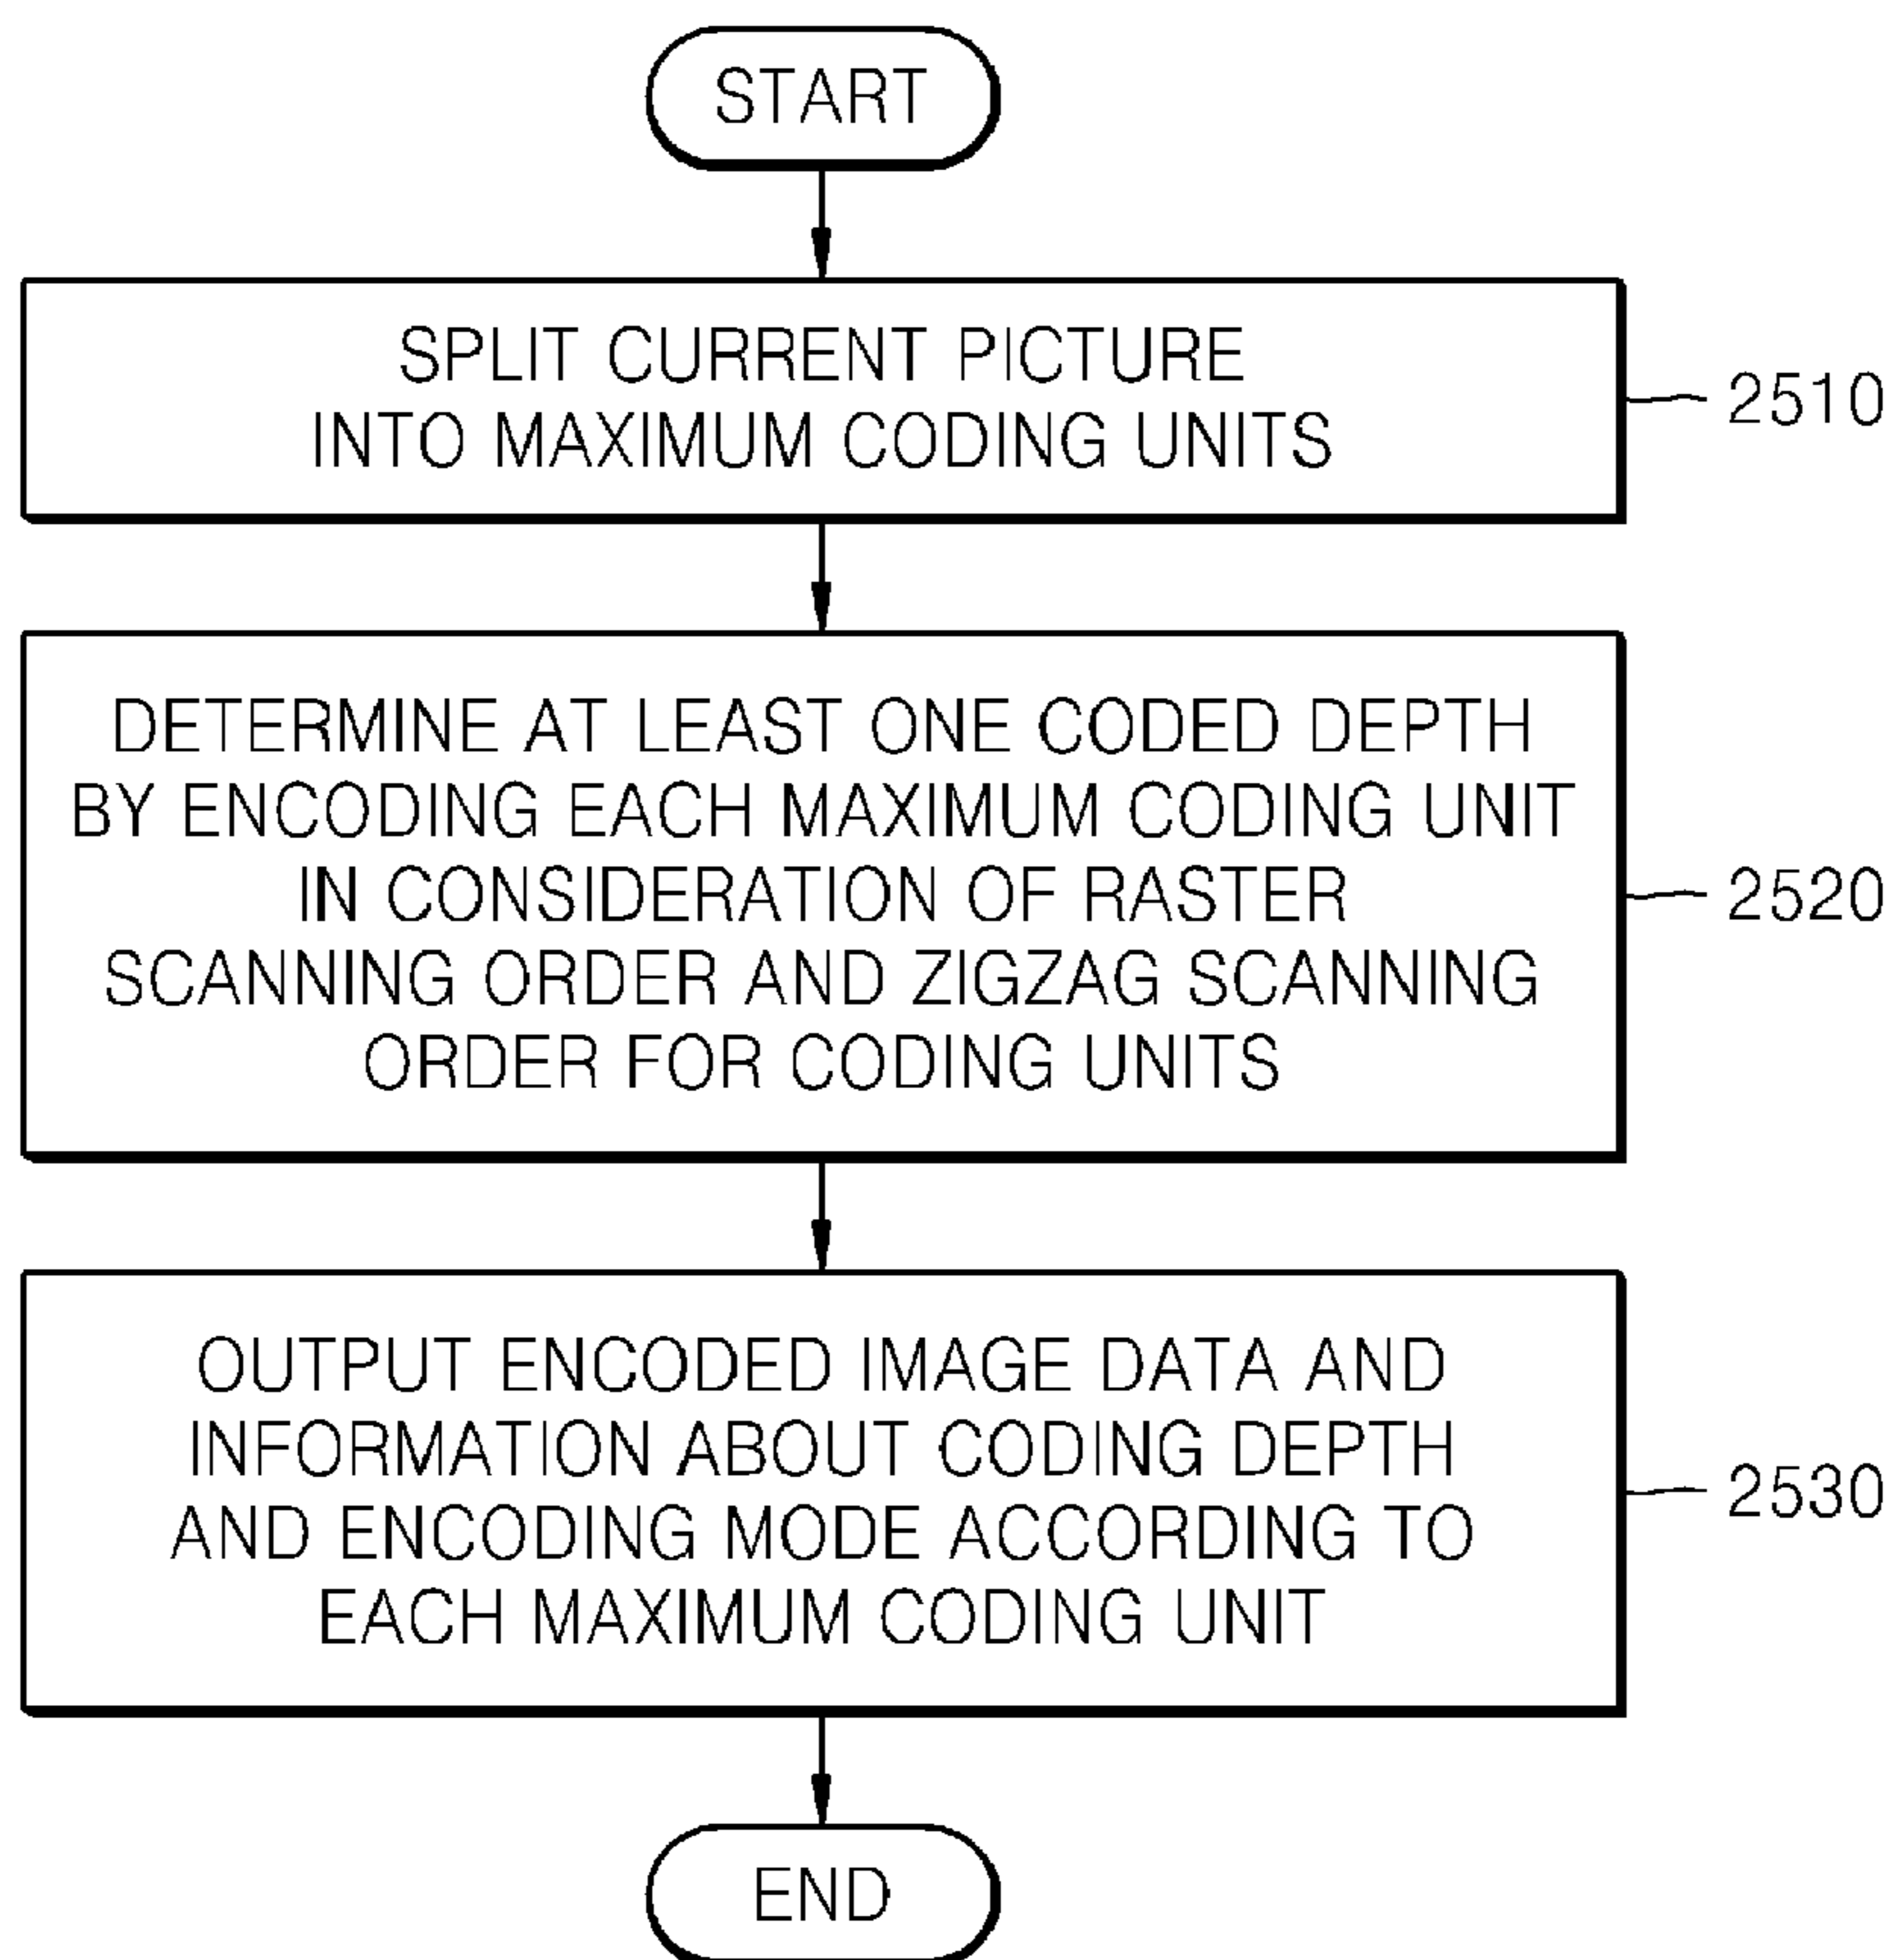 START
SPLIT CURRENT PICTURE
INTO MAXIMUM CODING UNITS
2510
DETERMINE AT LEAST ONE CODED DEPTH
BY ENCODING EACH MAXIMUM CODING UNIT
IN CONSIDERATION OF RASTER
SCANNING ORDER AND ZIGZAG SCANNING
ORDER FOR CODING UNITS
2520
OUTPUT ENCODED IMAGE DATA AND
INFORMATION ABOUT CODING DEPTH
AND ENCODING MODE ACCORDING TO
EACH MAXIMUM CODING UNIT
2530
END